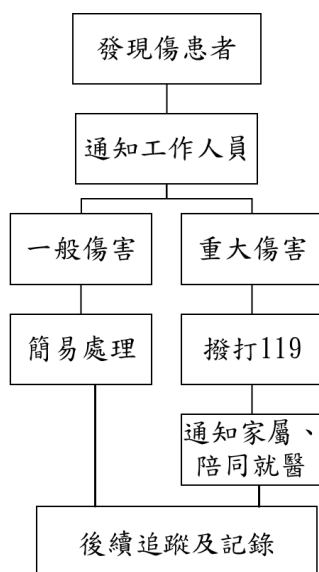 發現傷患者
通知工作人員
一般傷害
重大傷害
簡易處理
撥打119
通知家屬、
陪同就醫
後續追蹤及記錄